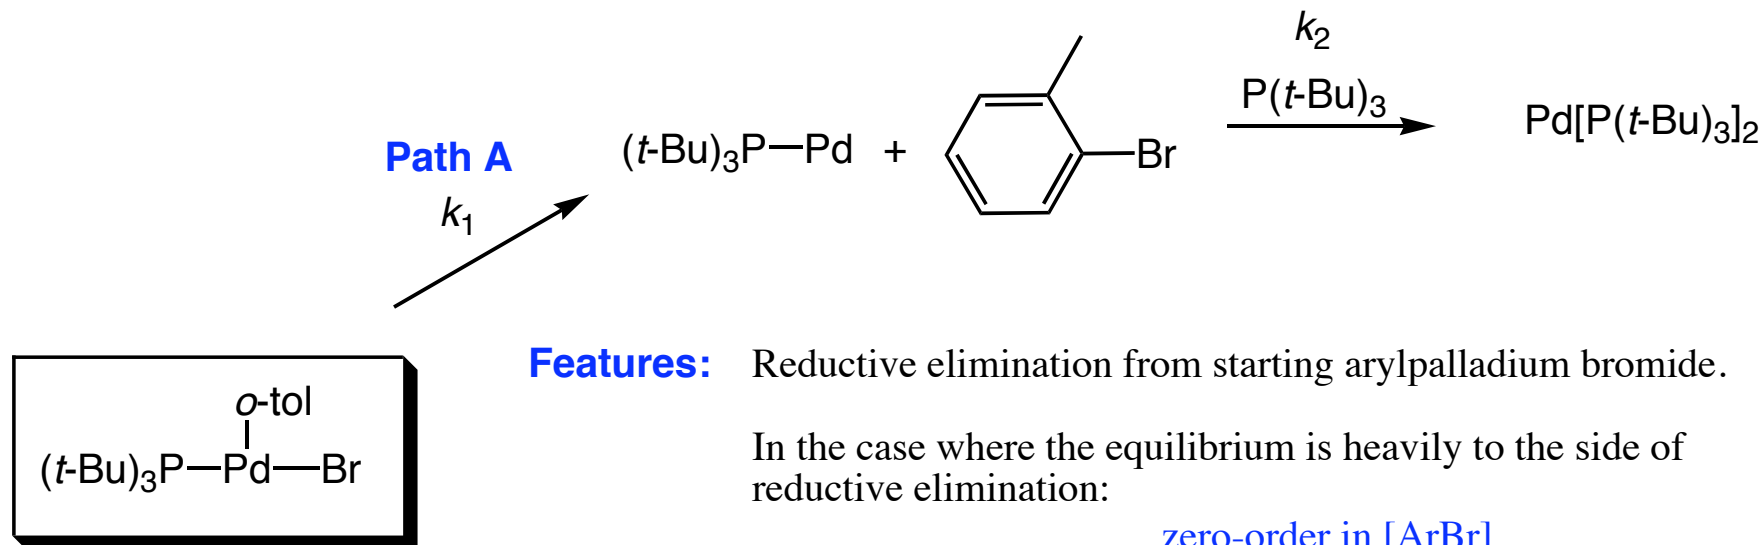 k2
P(t-Bu)3
Path A
k1
(t-Bu)3P—Pd + Br
Pd[P(t-Bu)3]2
Features: Reductive elimination from starting arylpalladium bromide.
In the case where the equilibrium is heavily to the side of
reductive elimination:
zero-order in [ArBr]
o-tol
(t-Bu)3P—Pd—Br